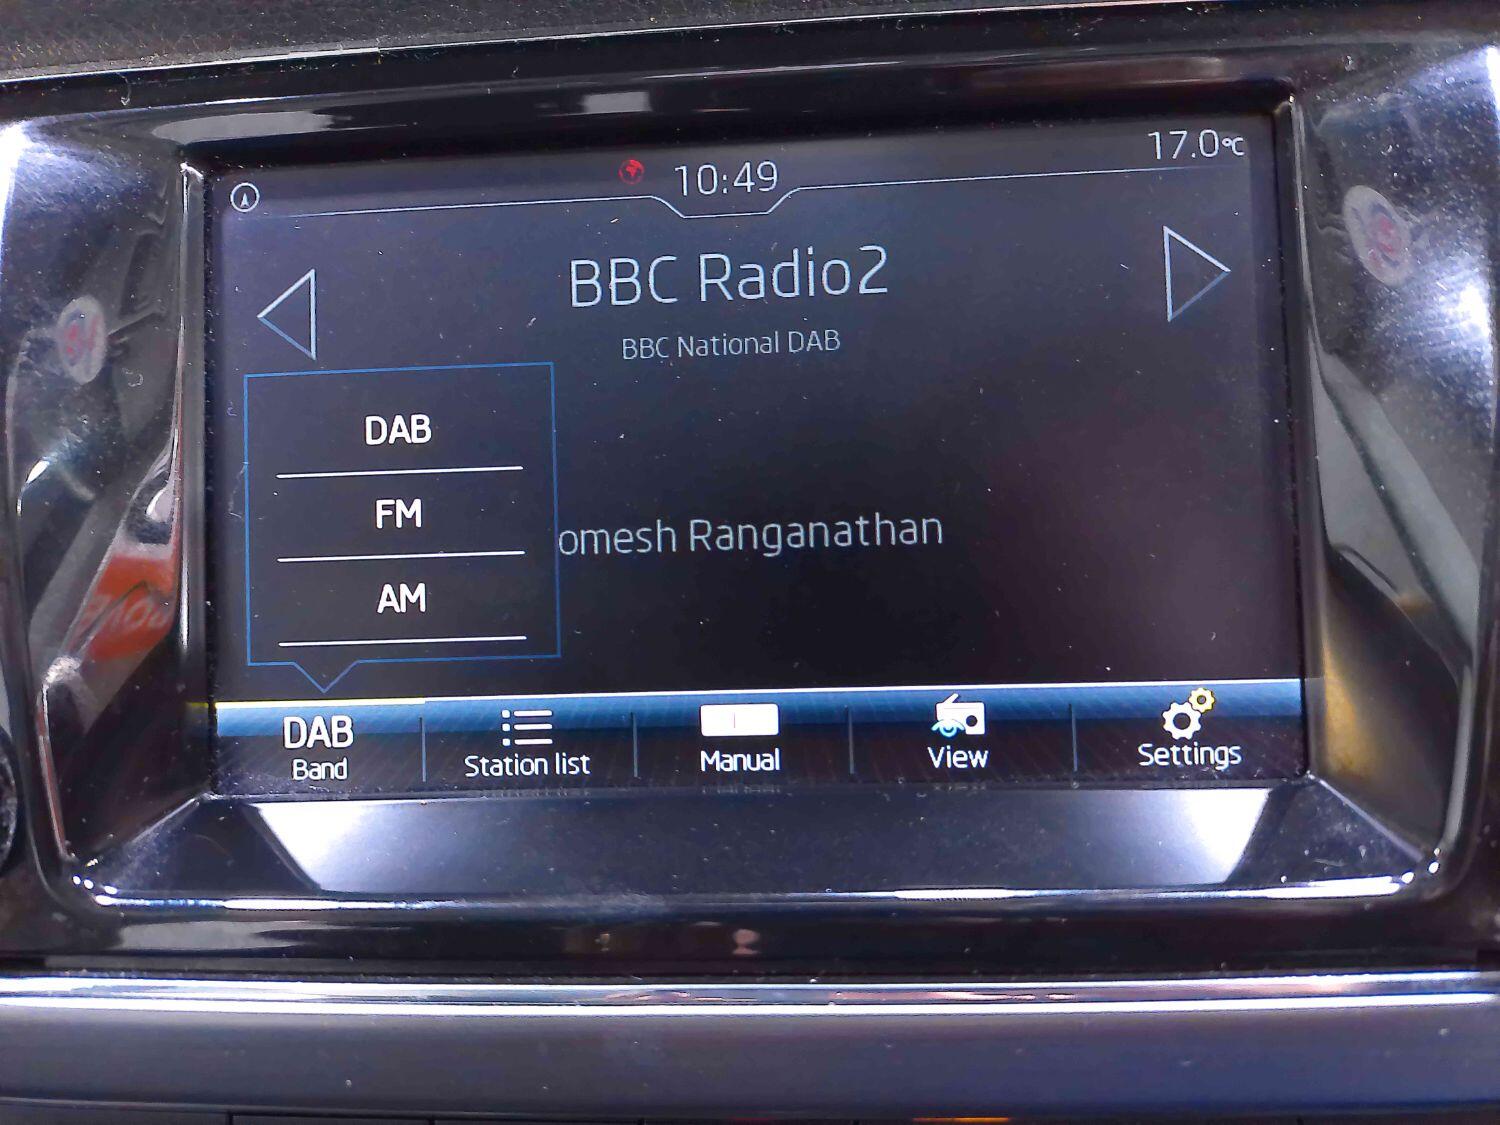 10:49
17.0°C
BBC Radio2
BBC National DAB
DAB
FM
AM
omesh Ranganathan
DAB
Band
Station list
Manual
View
Settings